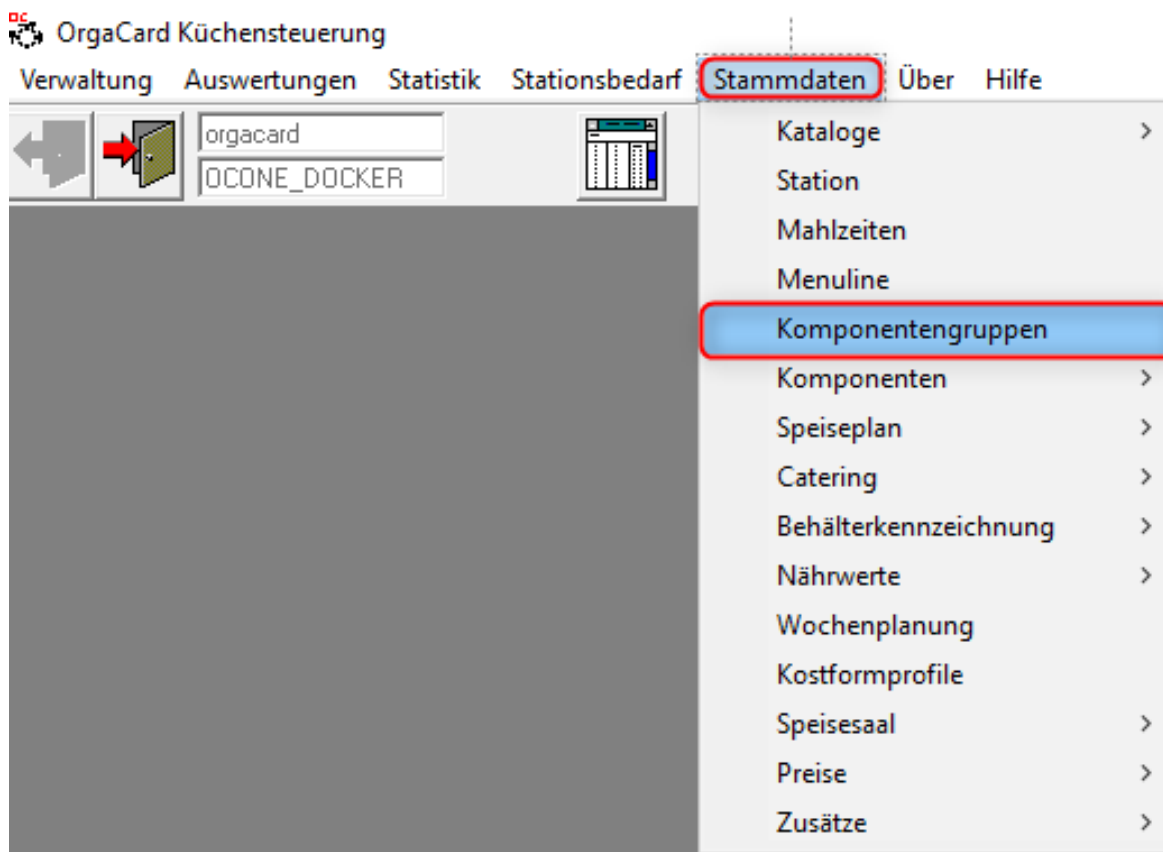 OC
OrgaCard Küchensteuerung
Verwaltung Auswertungen Statistik Stationsbedarf Stammdaten Über Hilfe
orgacard
OCONE_DOCKER
Kataloge
Station
Mahlzeiten
Menuline
Komponentengruppen
Komponenten
Speiseplan
Catering
Behälterkennzeichnung
Nährwerte
Wochenplanung
Kostformprofile
Speisesaal
Preise
Zusätze